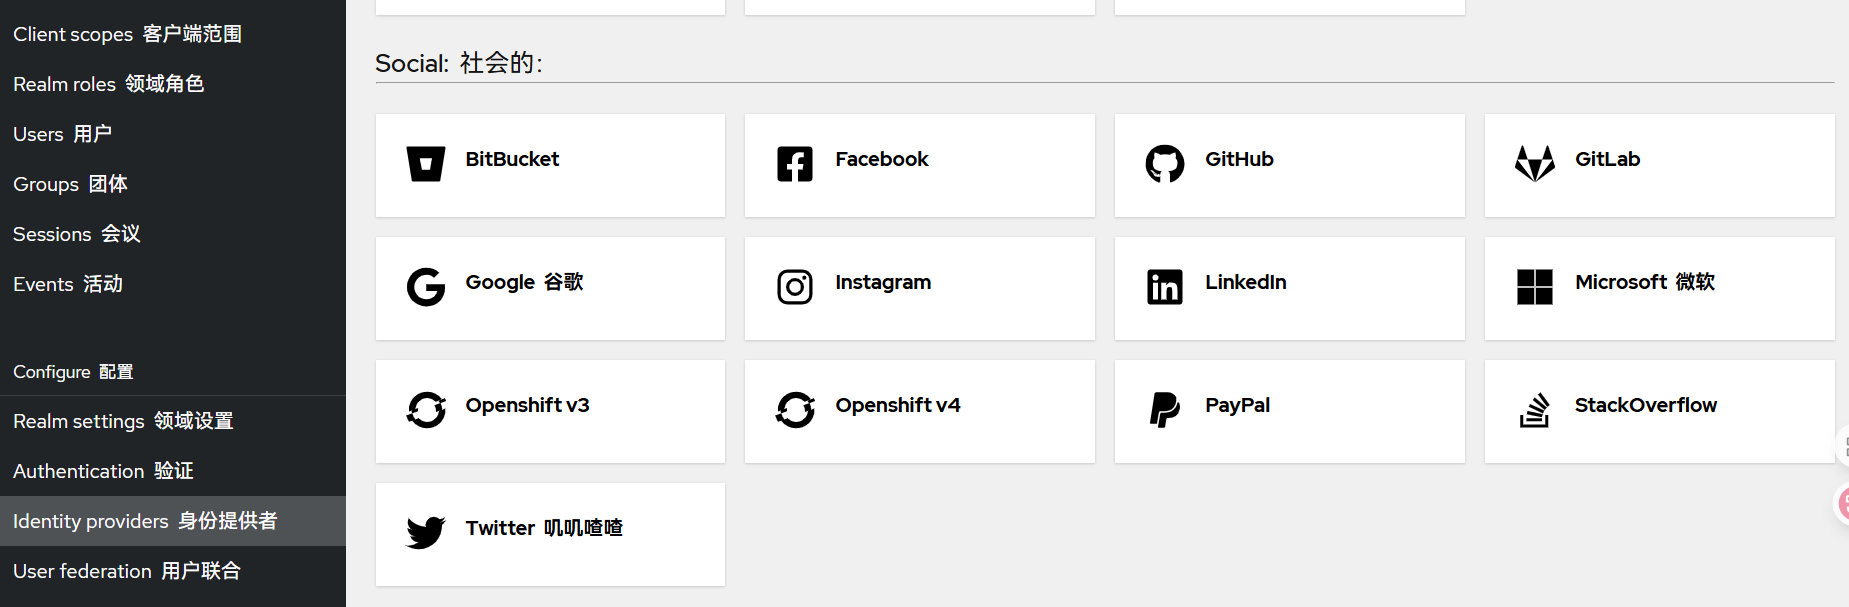 Client scopes 客户端范围
Realm roles 领域角色
Users 用户
Groups 团体
Sessions 会议
Events 活动
Configure 配置
Realm settings 领域设置
Authentication 验证
Identity providers 身份提供者
User federation 用户联合
Social: 社会的:
BitBucket
Facebook
GitHub
GitLab
Google 谷歌
Instagram
LinkedIn
Microsoft 微软
Openshift v3
Openshift v4
PayPal
StackOverflow
Twitter 叽叽喳喳